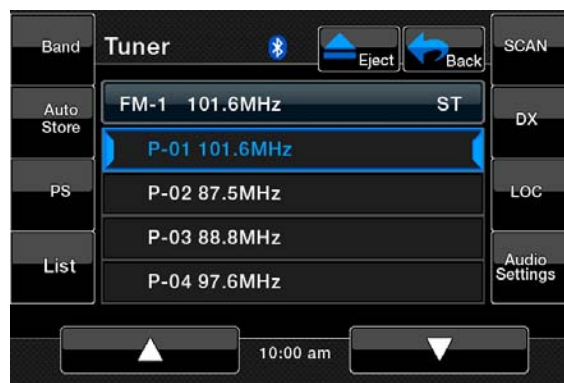 Band
Tuner
Eject
Back
SCAN
Auto
Store
FM-1 101.6MHz ST
DX
P-01 101.6MHz
PS
P-02 87.5MHz
LOC
P-03 88.8MHz
List
P-04 97.6MHz
Audio
Settings
10:00 am